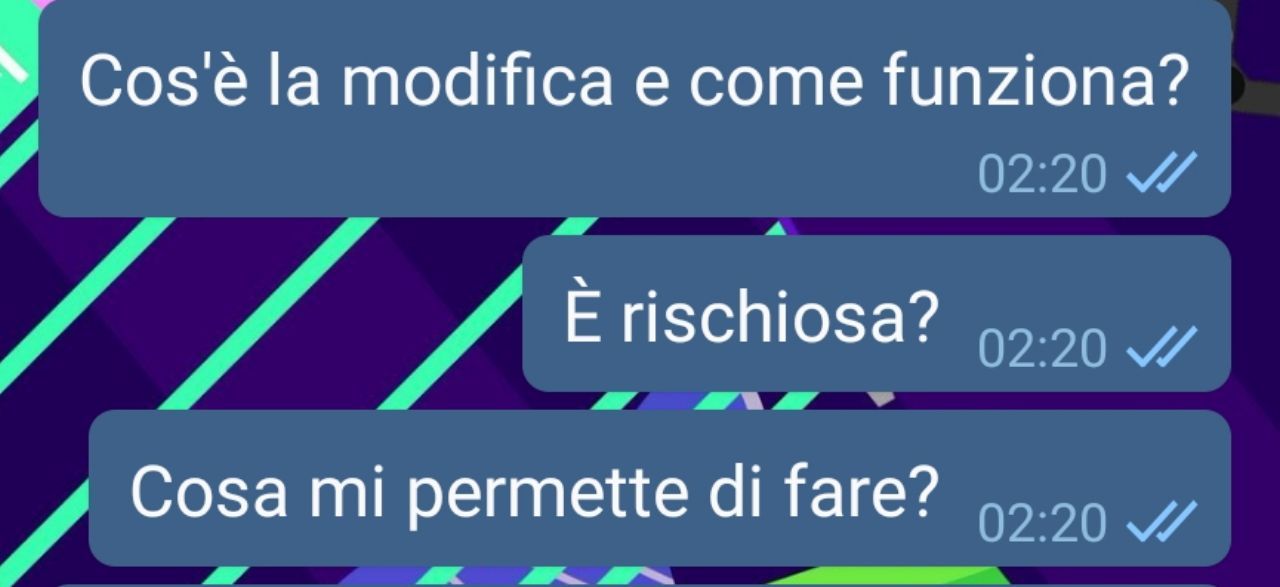 Cos'è la modifica e come funziona?
02:20
È rischiosa? 02:20
Cosa mi permette di fare? 02:20